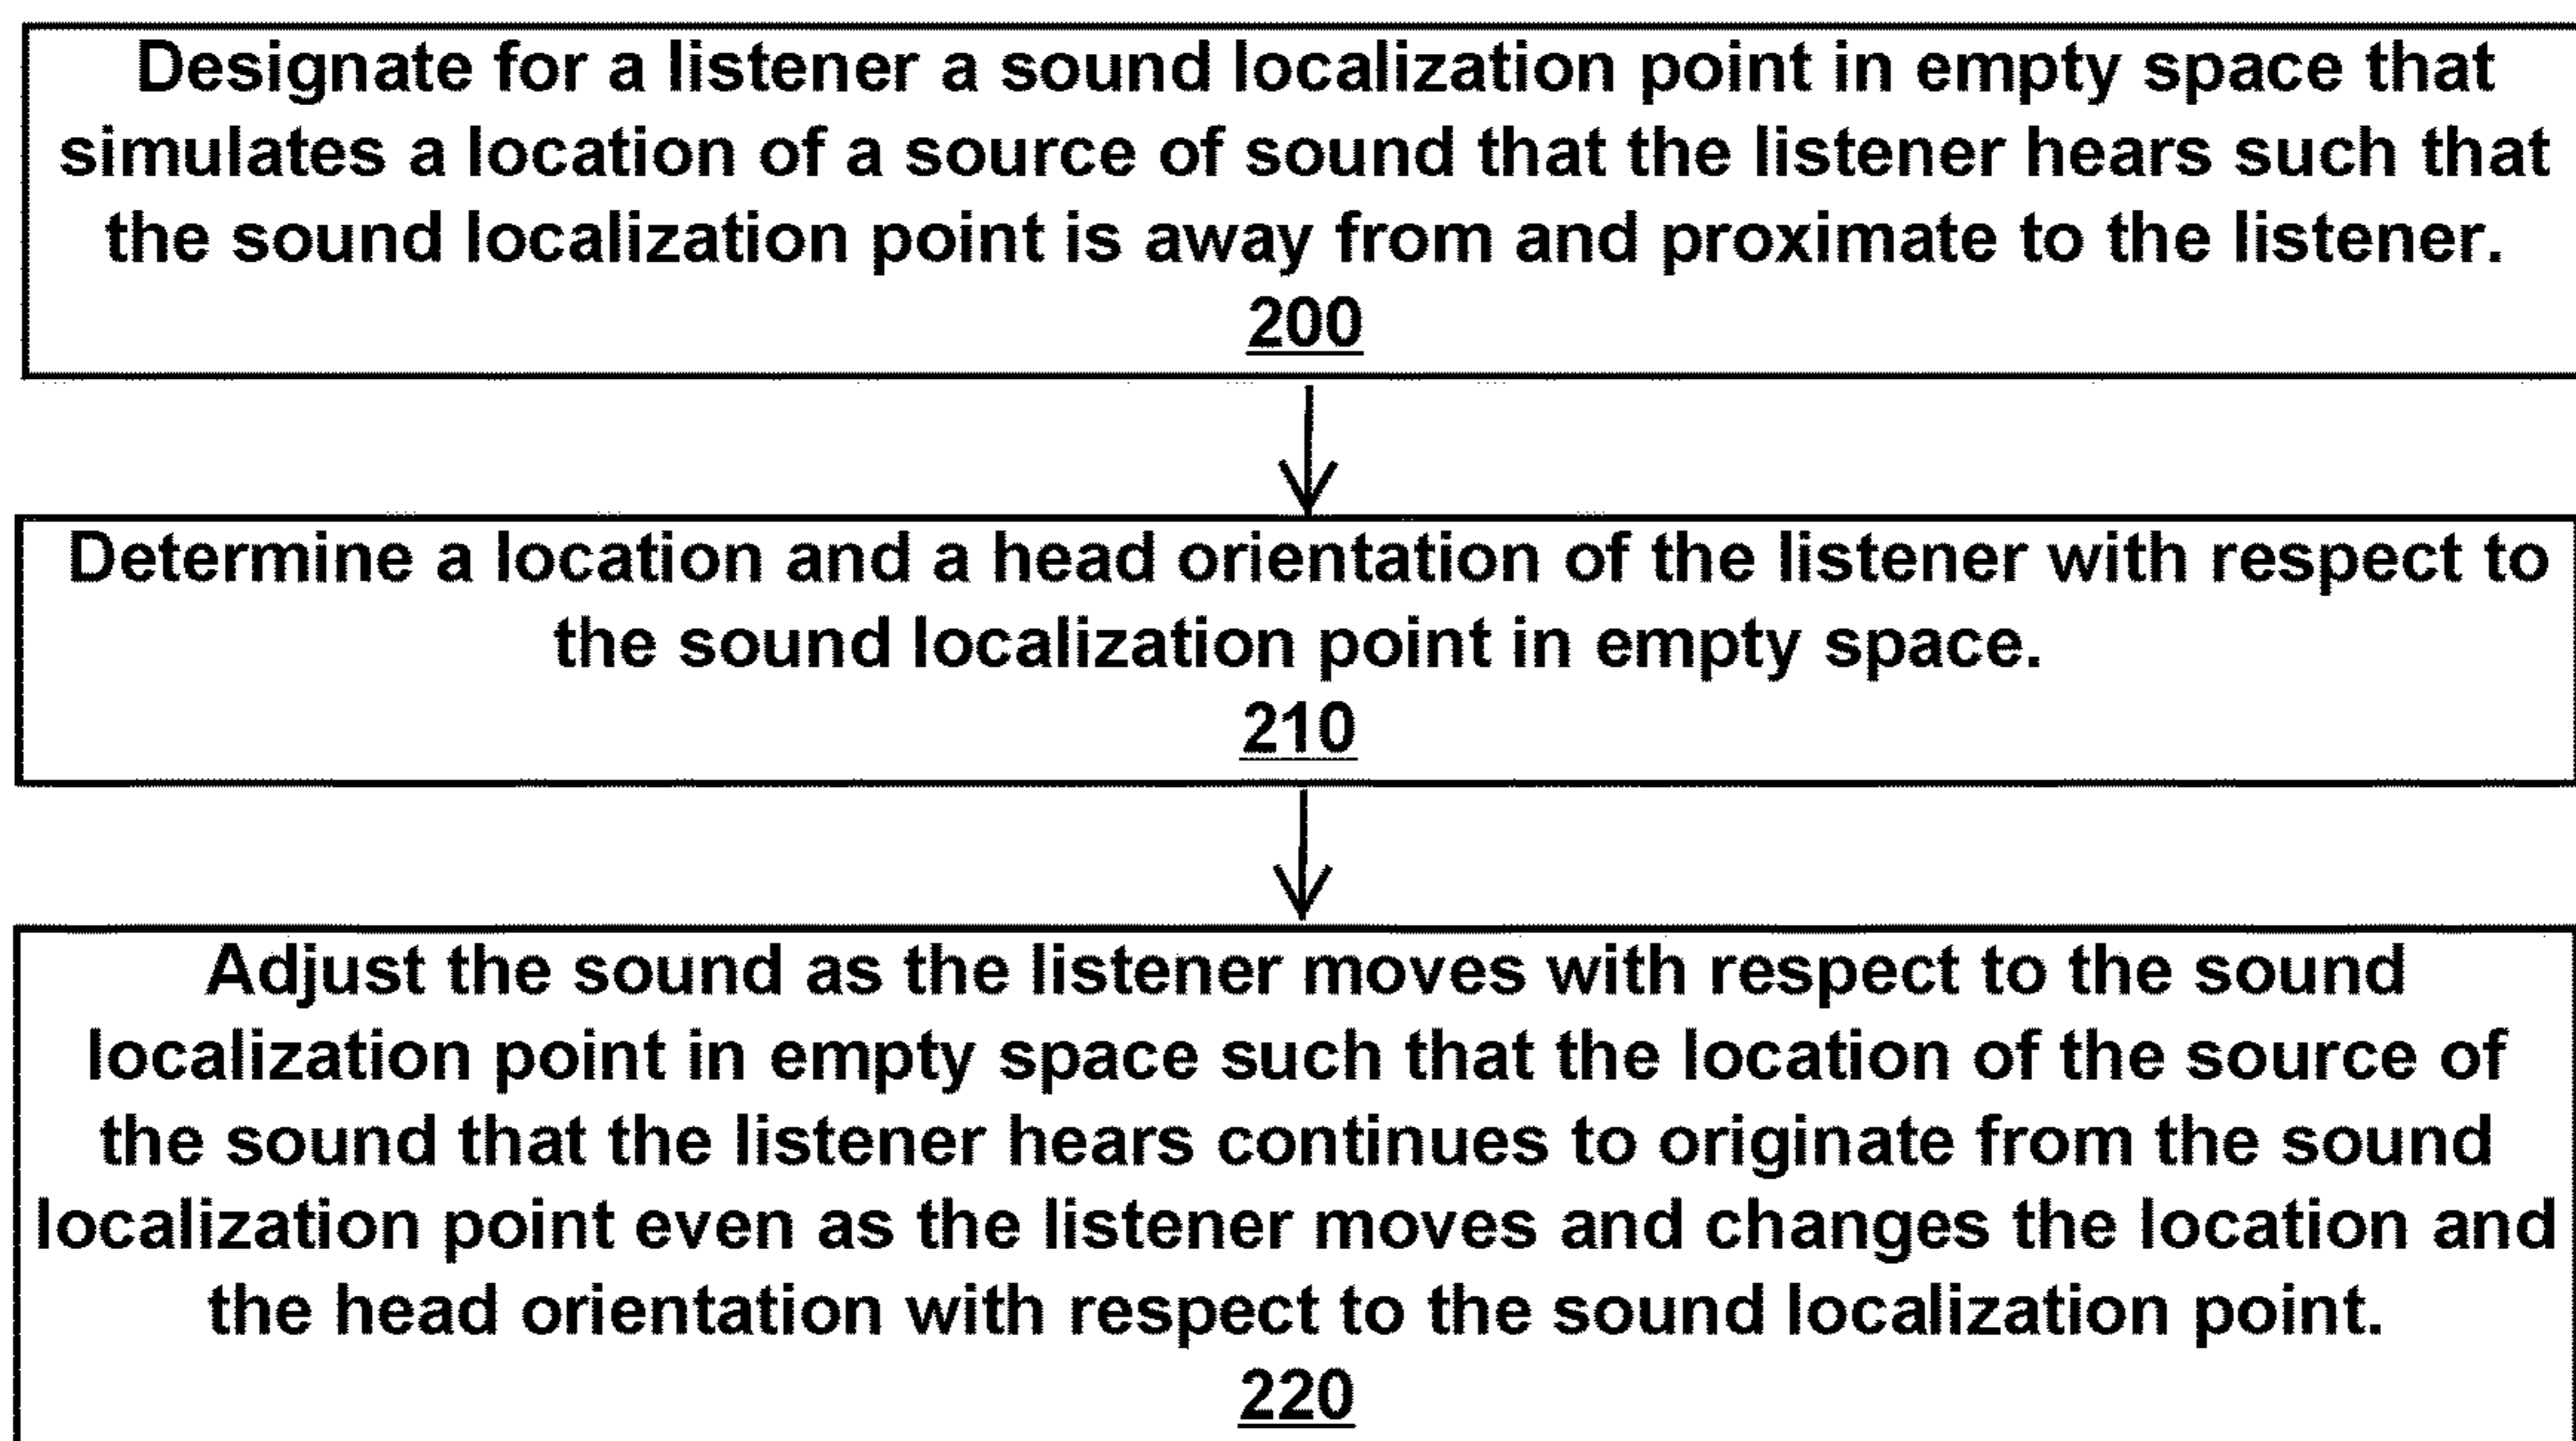 Designate for a listener a sound localization point in empty space that
simulates a location of a source of sound that the listener hears such that
the sound localization point is away from and proximate to the listener.
200
Determine a location and a head orientation of the listener with respect to
the sound localization point in empty space.
210
Adjust the sound as the listener moves with respect to the sound
localization point in empty space such that the location of the source of
the sound that the listener hears continues to originate from the sound
localization point even as the listener moves and changes the location and
the head orientation with respect to the sound localization point.
220